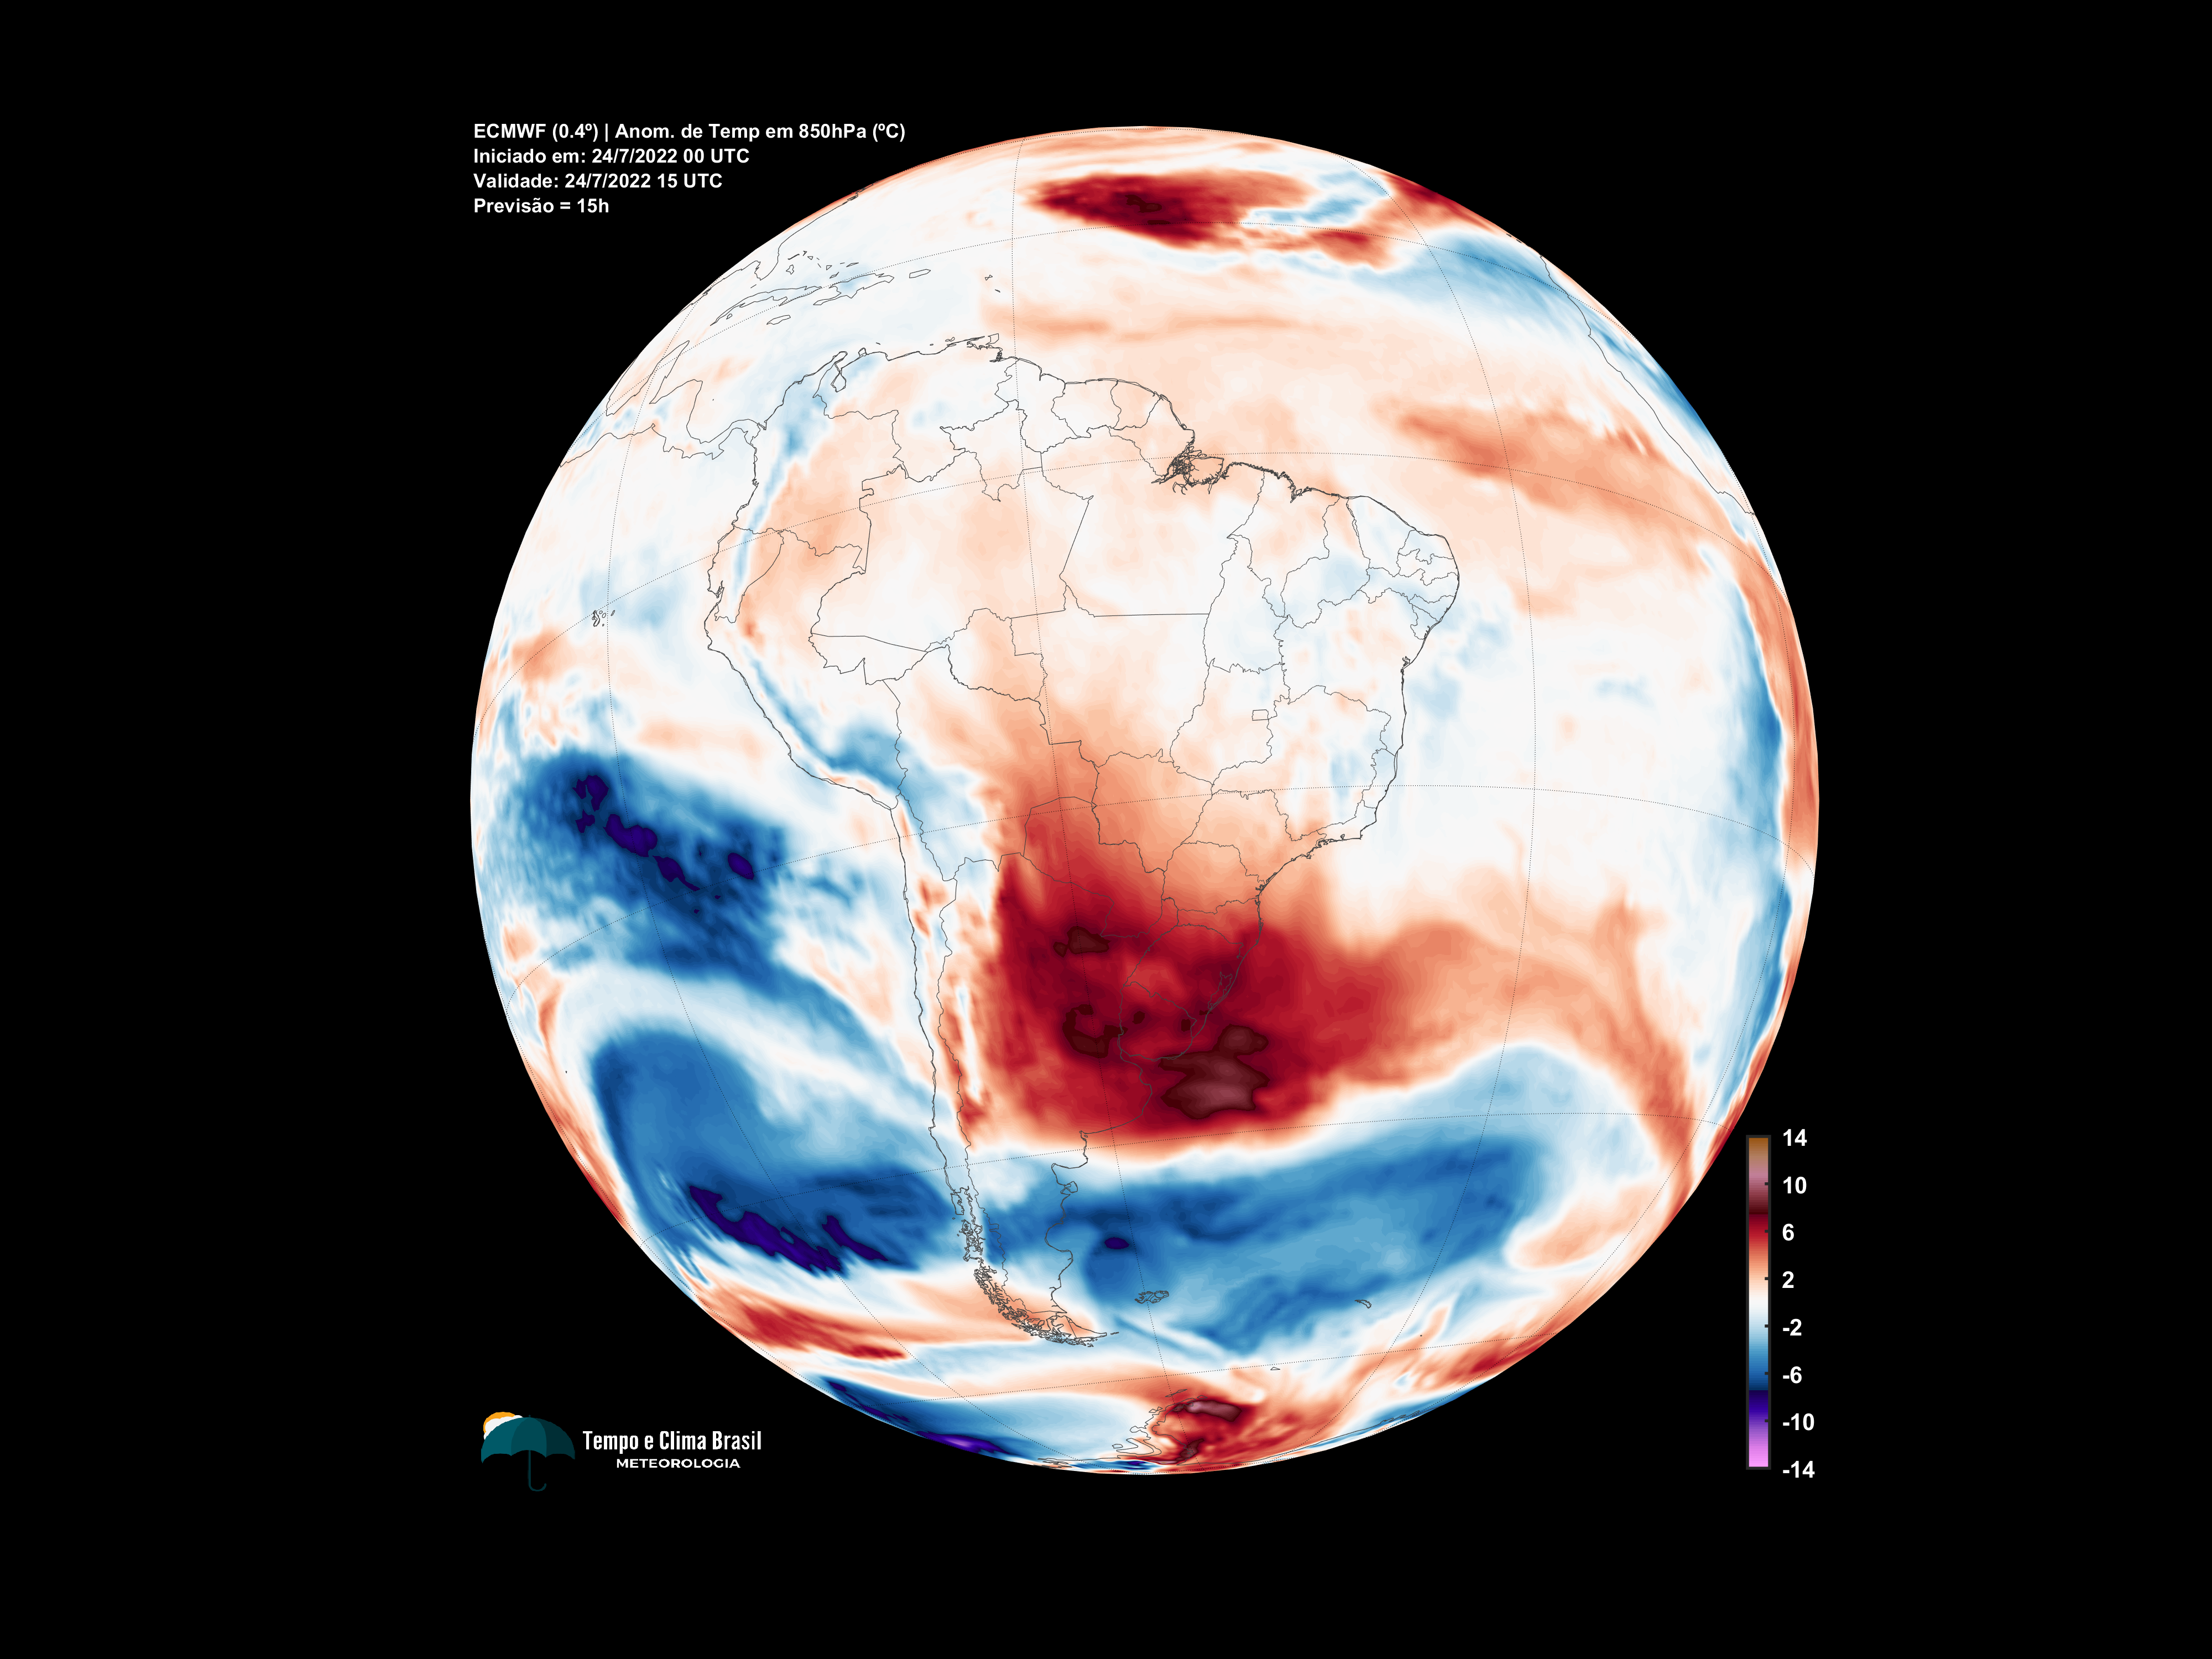 ECMWF (0.4º) | Anom. de Temp em 850hPa (ºC)
Iniciado em: 24/7/2022 00 UTC
Validade: 24/7/2022 15 UTC
Previsão = 15h
14
10
6
2
-2
-6
-10
-14
Tempo e Clima Brasil
METEOROLOGIA